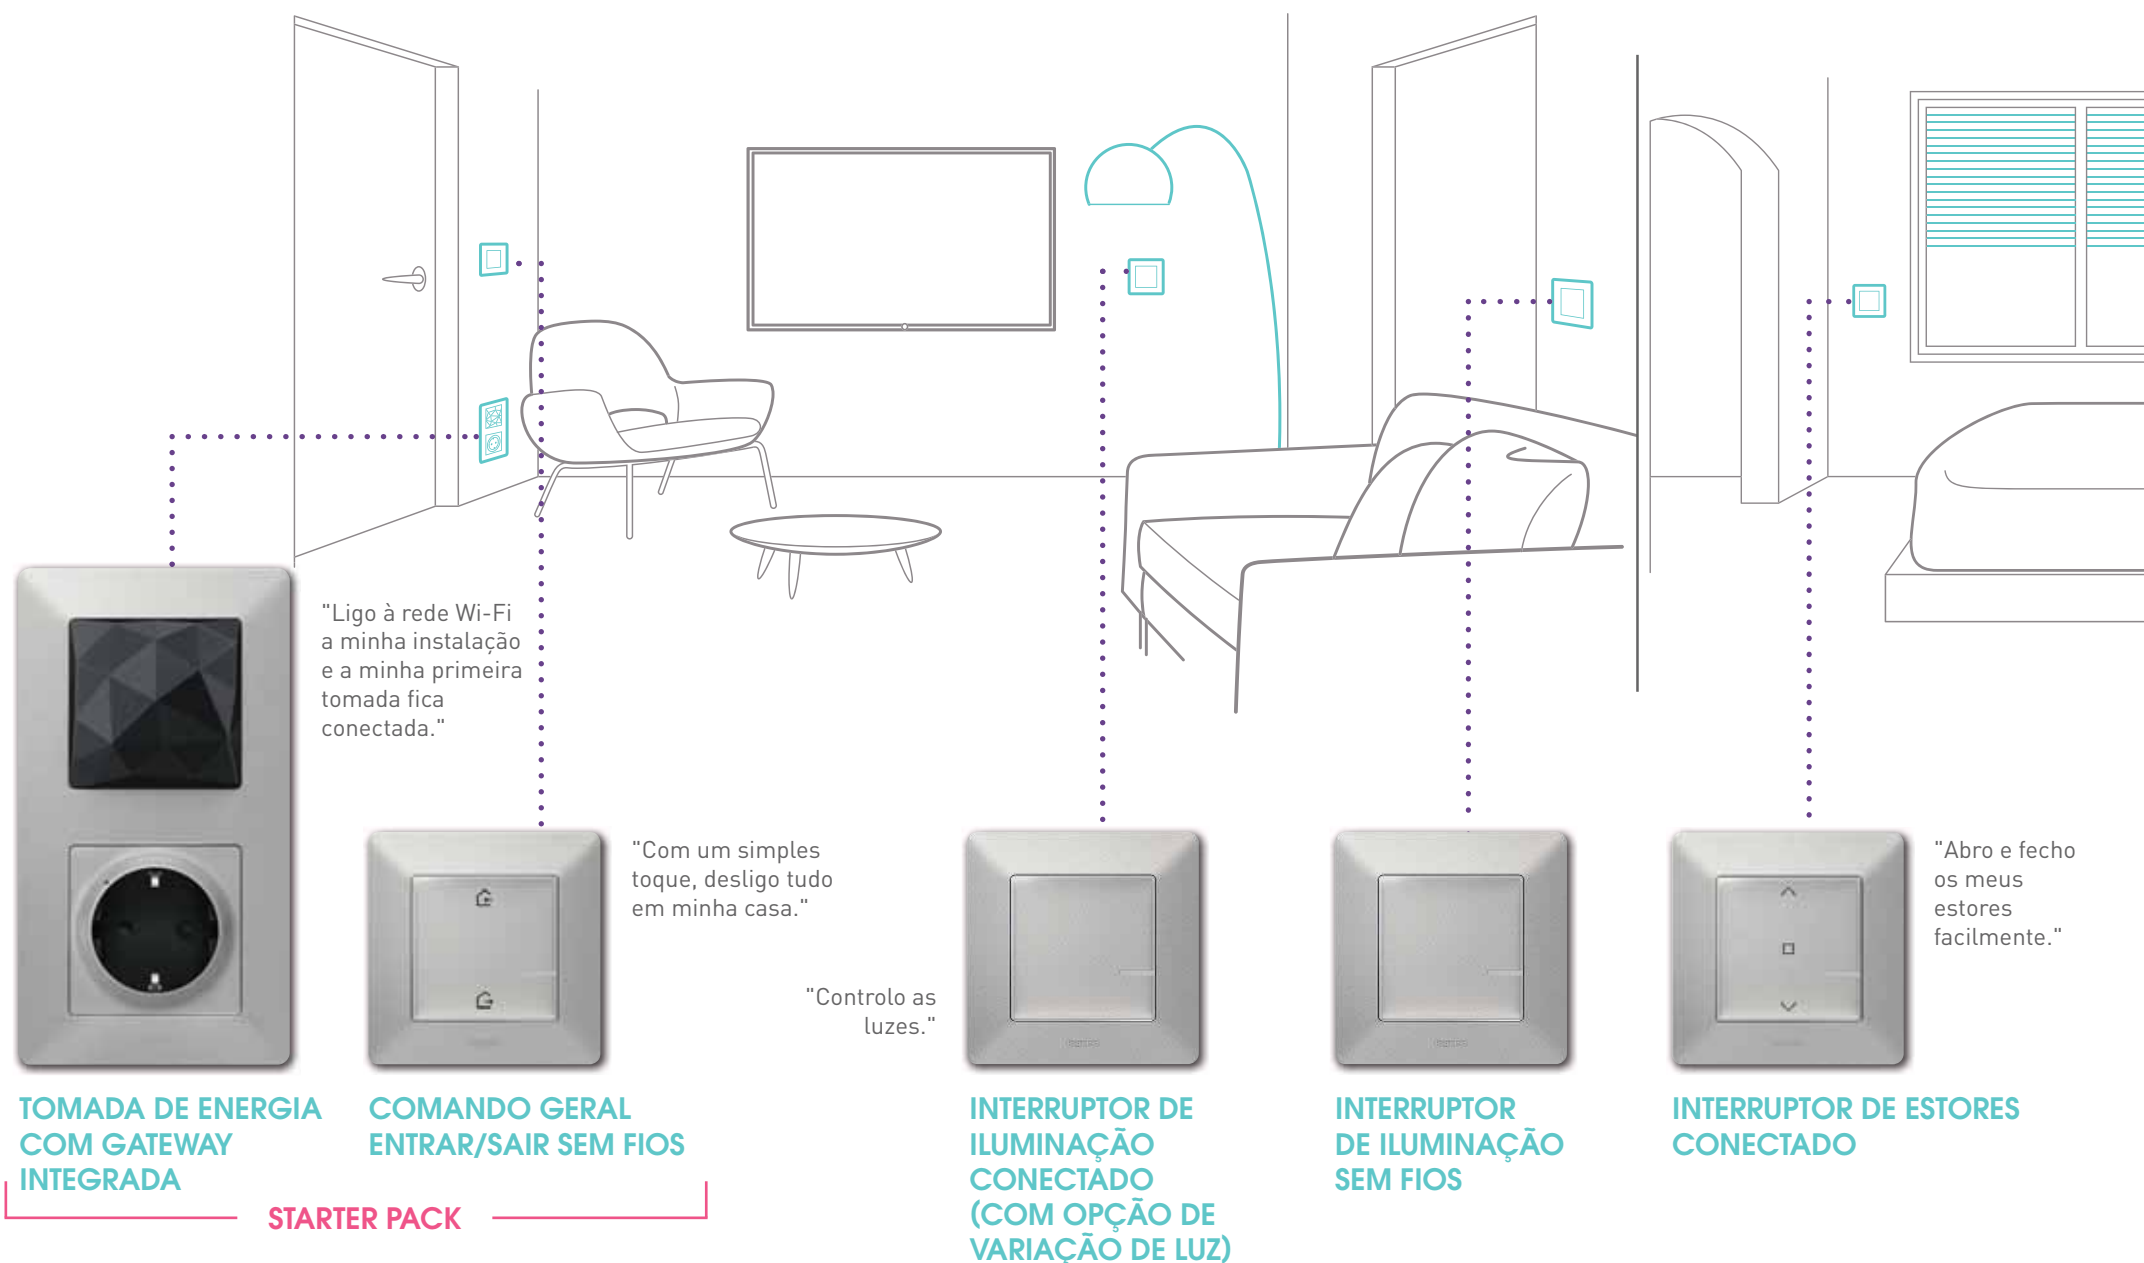 "Ligo à rede Wi-Fi
a minha instalação
e a minha primeira
tomada fica
conectada."
"Com um simples
toque, desligo tudo
em minha casa."
"Controlo as
luzes."
"Abro e fecho
os meus
estores
facilmente."
TOMADA DE ENERGIA
COM GATEWAY
INTEGRADA
COMANDO GERAL
ENTRAR/SAIR SEM FIOS
STARTER PACK
INTERRUPTOR DE
ILUMINAÇÃO
CONECTADO
(COM OPÇÃO DE
VARIAÇÃO DE LUZ)
INTERRUPTOR
DE ILUMINAÇÃO
SEM FIOS
INTERRUPTOR DE ESTORES
CONECTADO